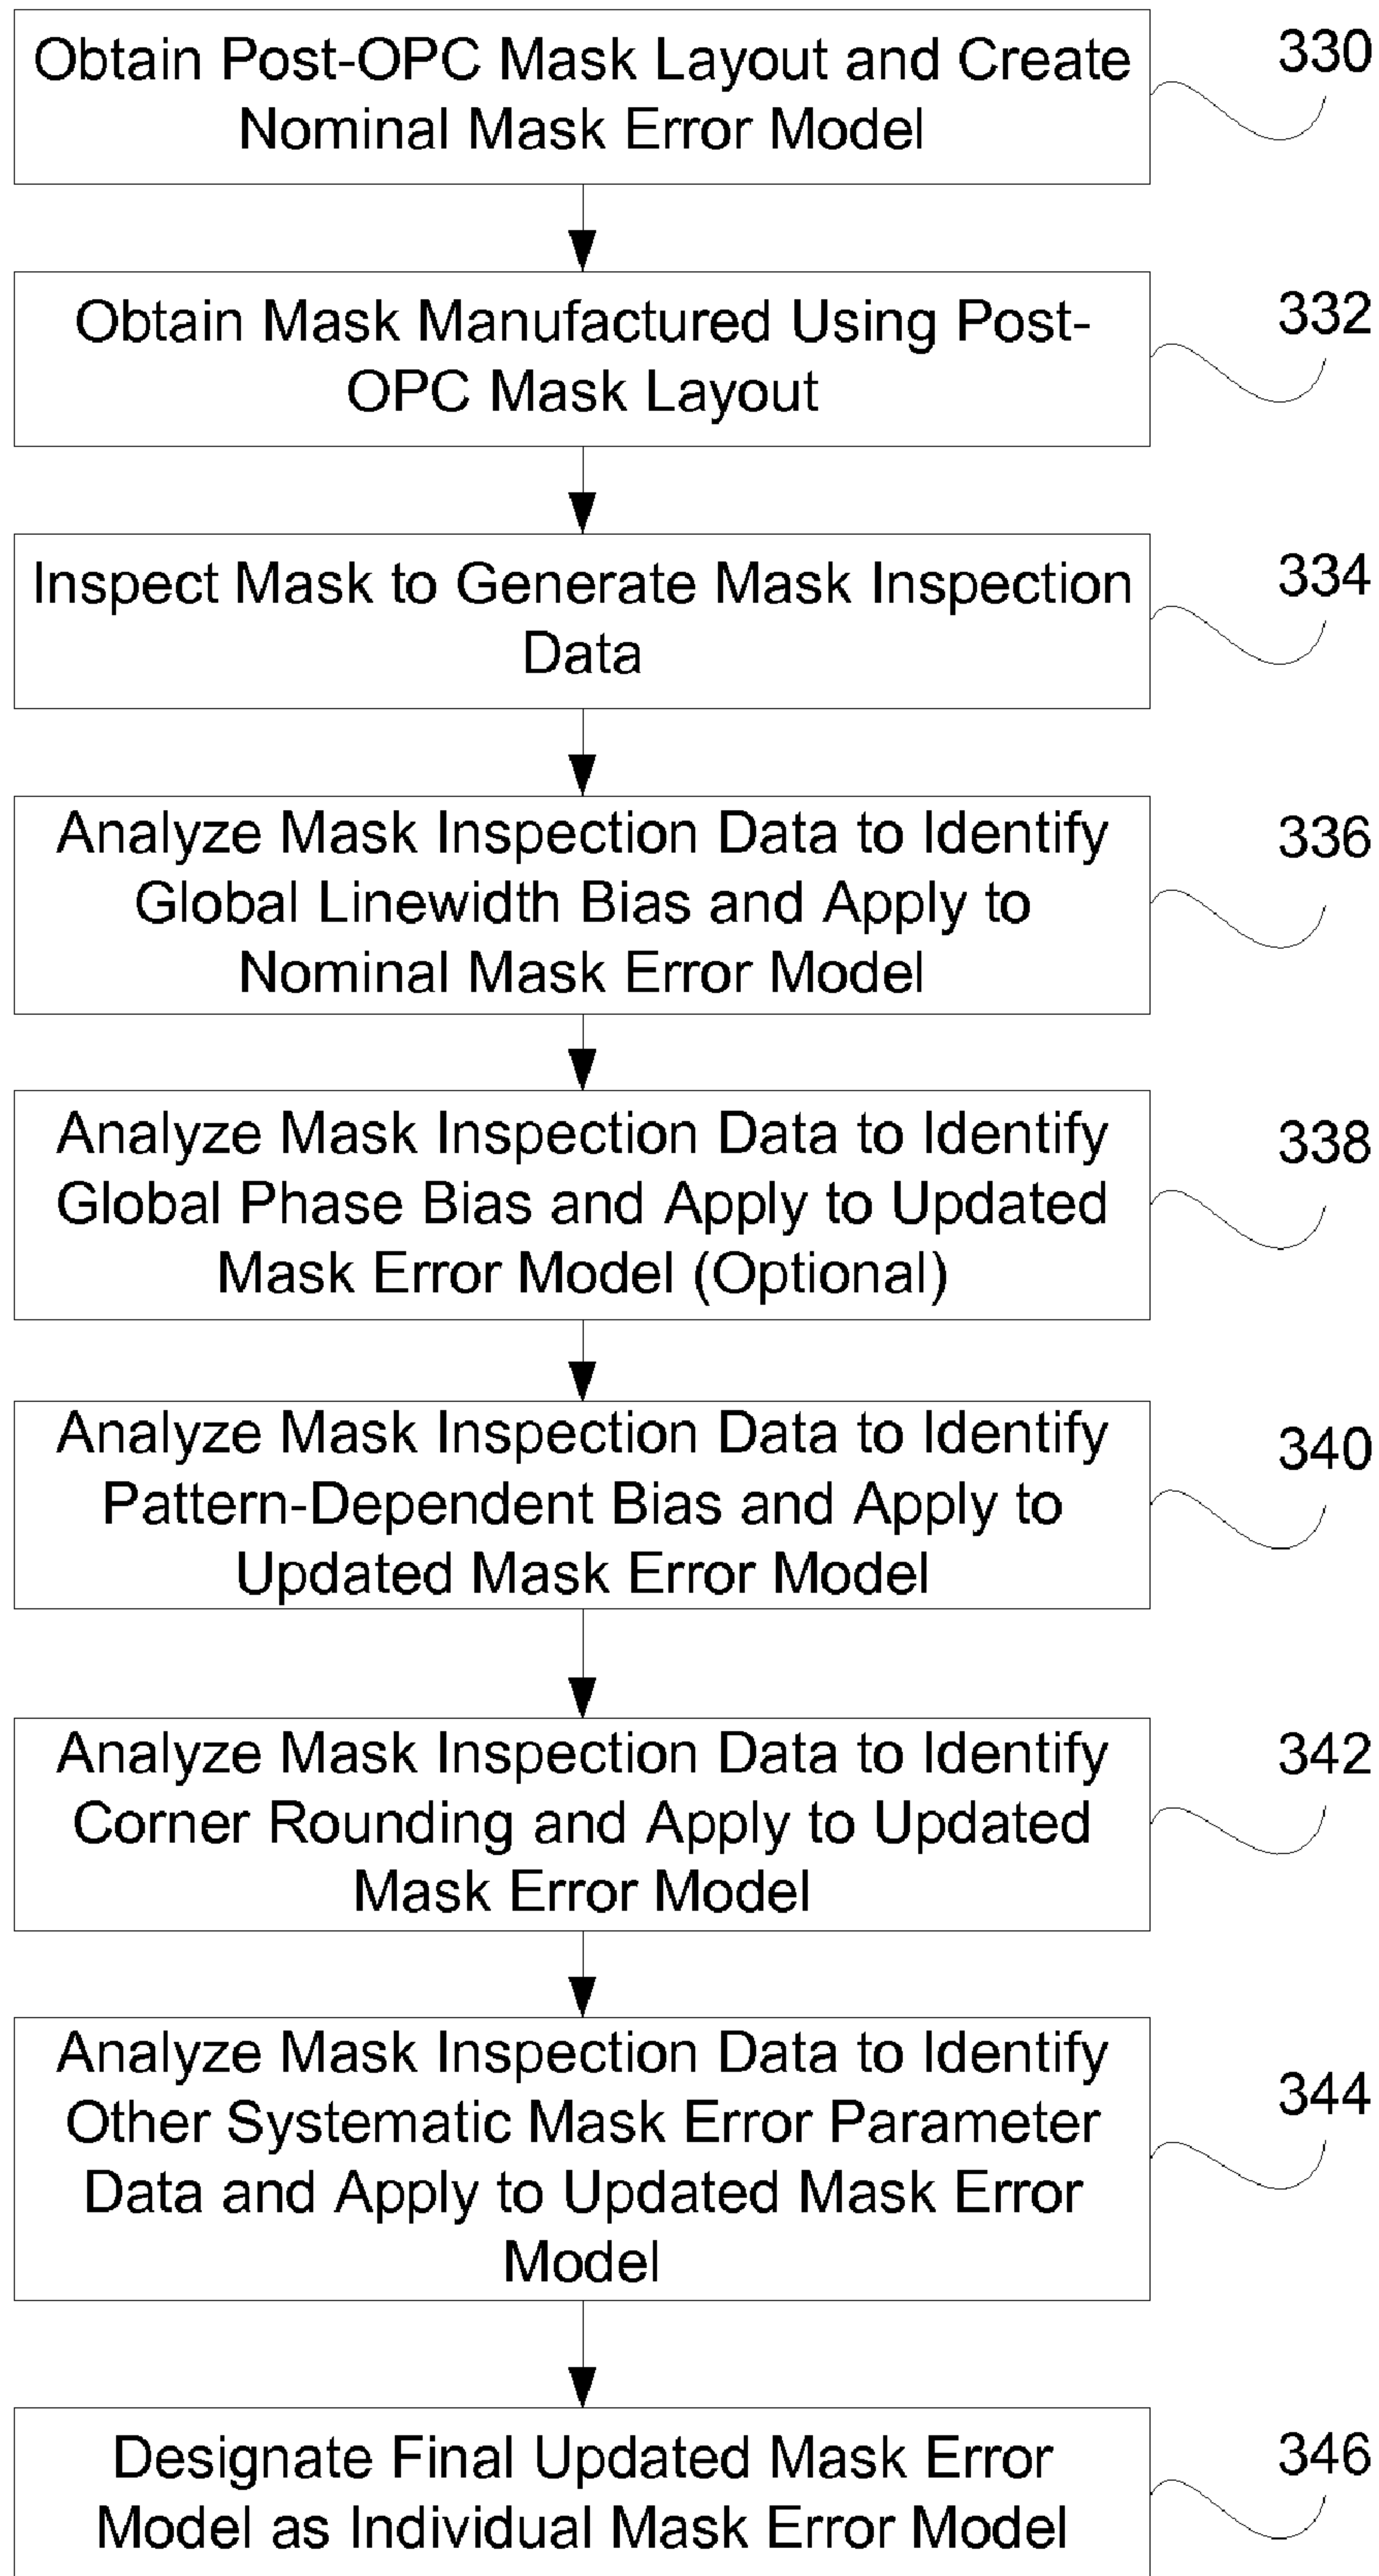 Obtain Post-OPC Mask Layout and Create
Nominal Mask Error Model
330
Obtain Mask Manufactured Using Post-
OPC Mask Layout
332
Inspect Mask to Generate Mask Inspection
Data
334
Analyze Mask Inspection Data to Identify
Global Linewidth Bias and Apply to
Nominal Mask Error Model
336
Analyze Mask Inspection Data to Identify
Global Phase Bias and Apply to Updated
Mask Error Model (Optional)
338
Analyze Mask Inspection Data to Identify
Pattern-Dependent Bias and Apply to
Updated Mask Error Model
340
Analyze Mask Inspection Data to Identify
Corner Rounding and Apply to Updated
Mask Error Model
342
Analyze Mask Inspection Data to Identify
Other Systematic Mask Error Parameter
Data and Apply to Updated Mask Error
Model
344
Designate Final Updated Mask Error
Model as Individual Mask Error Model
346